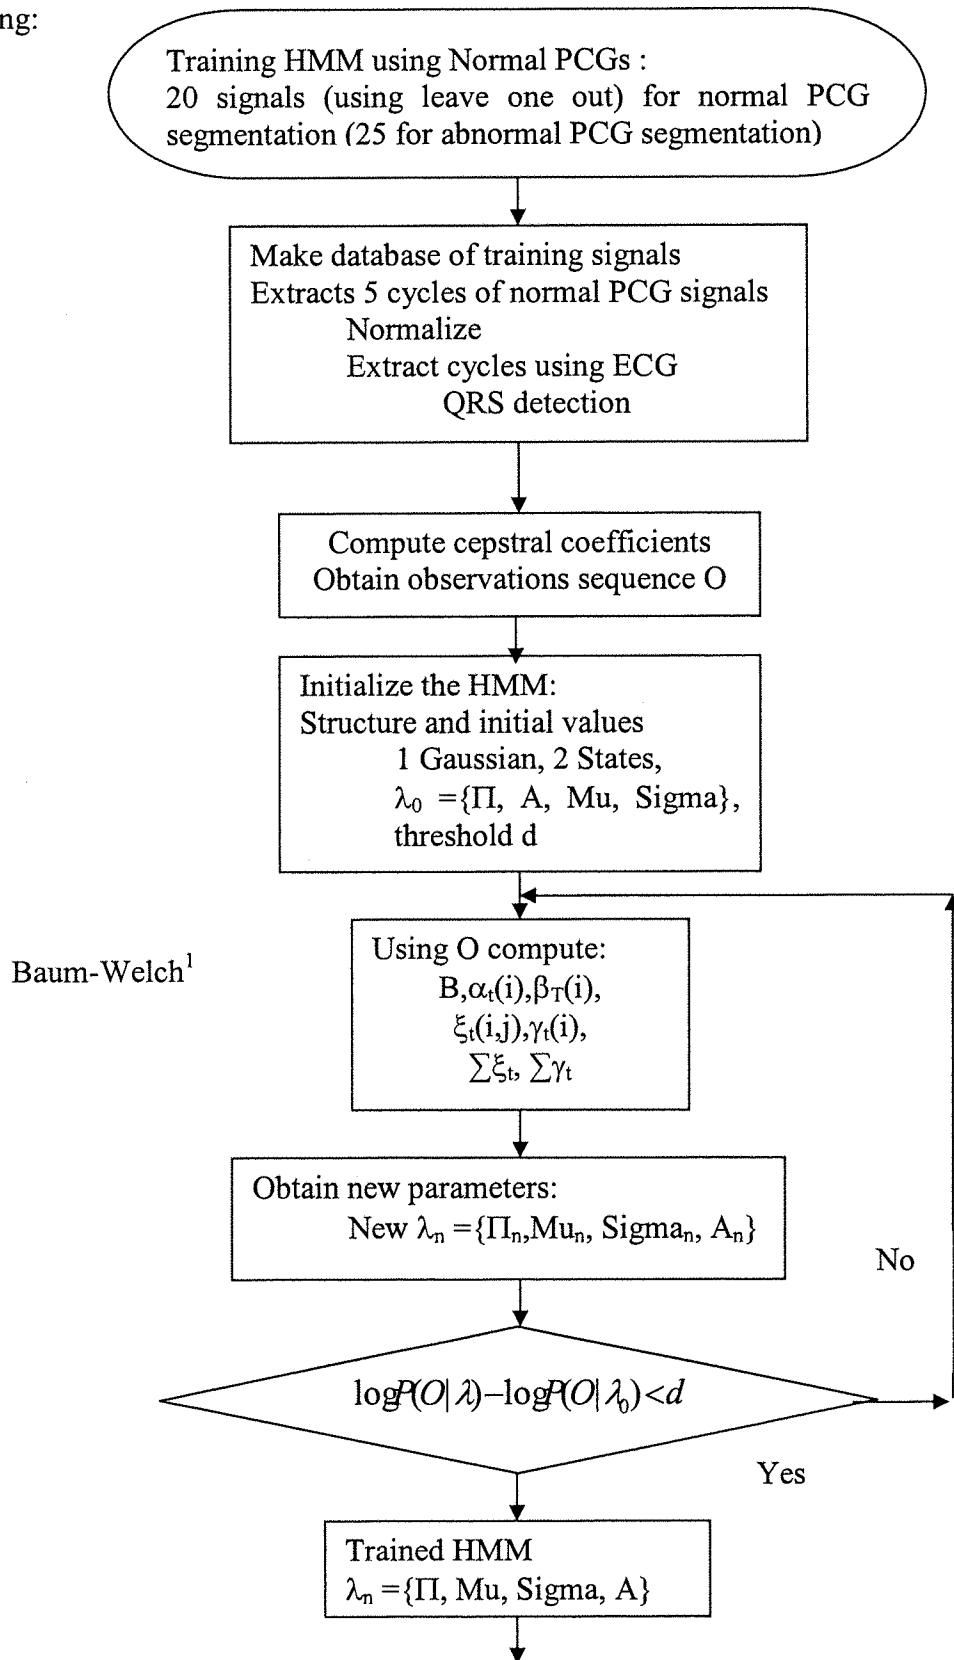 ng:
Training HMM using Normal PCGs :
20 signals (using leave one out) for normal PCG
segmentation (25 for abnormal PCG segmentation)
Make database of training signals
Extracts 5 cycles of normal PCG signals
Normalize
Extract cycles using ECG
QRS detection
Compute cepstral coefficients
Obtain observations sequence O
Initialize the HMM:
Structure and initial values
1 Gaussian, 2 States,
λ₀ ={Π, A, Mu, Sigma},
threshold d
Baum-Welch¹
Using O compute:
B,αₜ(i),β_T(i),
ξₜ(i,j),γₜ(i),
∑ξₜ, ∑γₜ
Obtain new parameters:
New λₙ ={Πₙ,Muₙ, Sigmaₙ, Aₙ}
No
logP(O|λ)−logP(O|λ₀)<d
Yes
Trained HMM
λₙ ={Π, Mu, Sigma, A}